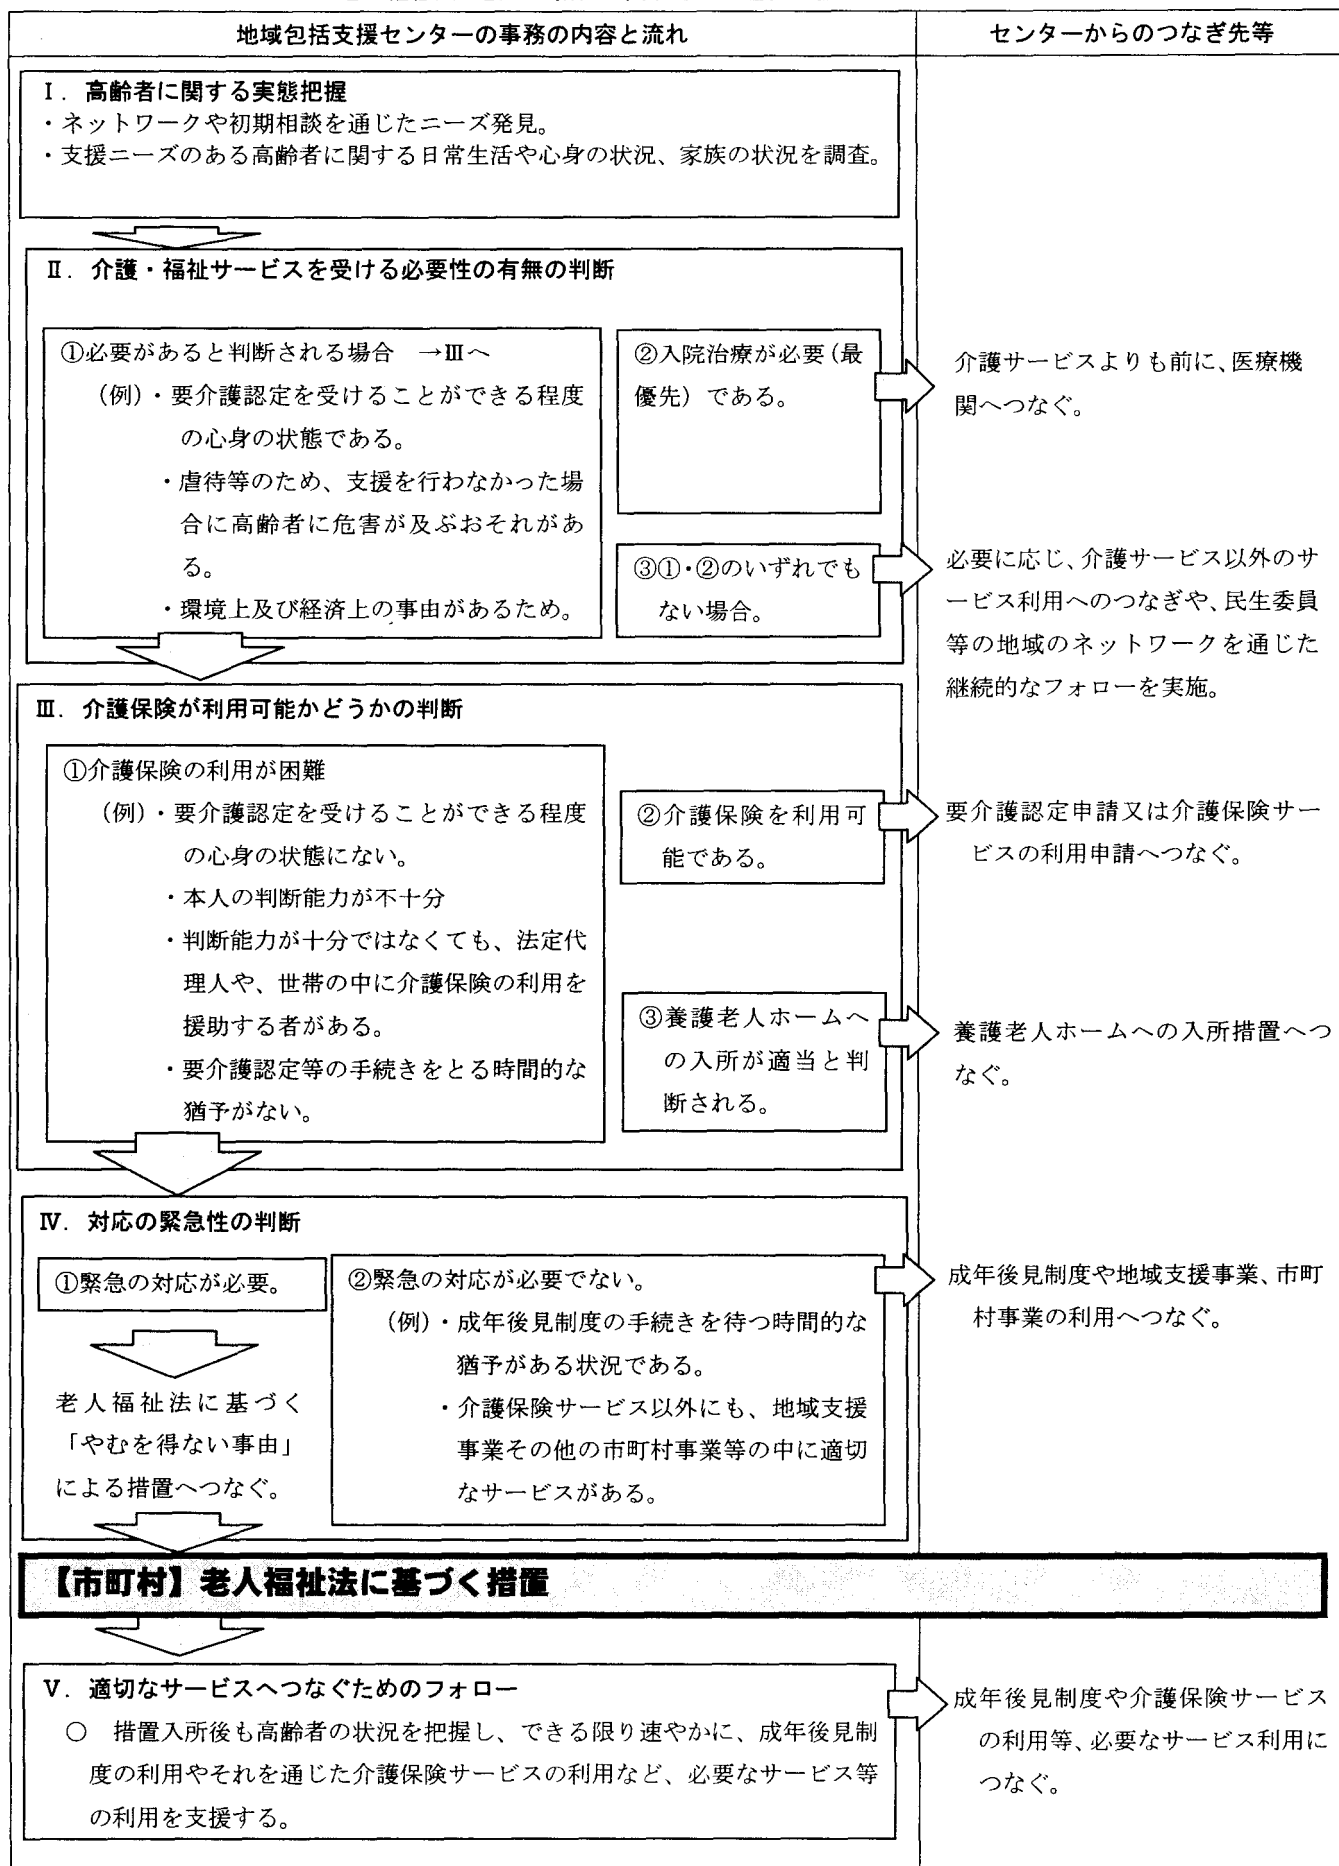 地域包括支援センターの事務の内容と流れ
センターからのつなぎ先等
Ⅰ．高齢者に関する実態把握
・ネットワークや初期相談を通じたニーズ発見。
・支援ニーズのある高齢者に関する日常生活や心身の状況、家族の状況を調査。
Ⅱ．介護・福祉サービスを受ける必要性の有無の判断
①必要があると判断される場合　→Ⅲへ
（例）・要介護認定を受けることができる程度
の心身の状態である。
・虐待等のため、支援を行わなかった場
合に高齢者に危害が及ぶおそれがあ
る。
・環境上及び経済上の事由があるため。
②入院治療が必要（最
優先）である。
介護サービスよりも前に、医療機
関へつなぐ。
③①・②のいずれでも
ない場合。
必要に応じ、介護サービス以外のサ
ービス利用へのつなぎや、民生委員
等の地域のネットワークを通じた
継続的なフォローを実施。
Ⅲ．介護保険が利用可能かどうかの判断
①介護保険の利用が困難
（例）・要介護認定を受けることができる程度
の心身の状態にない。
・本人の判断能力が不十分
・判断能力が十分ではなくても、法定代
理人や、世帯の中に介護保険の利用を
援助する者がある。
・要介護認定等の手続きをとる時間的な
猶予がない。
②介護保険を利用可
能である。
要介護認定申請又は介護保険サー
ビスの利用申請へつなぐ。
③養護老人ホームへ
の入所が適当と判
断される。
養護老人ホームへの入所措置へつ
なぐ。
Ⅳ．対応の緊急性の判断
①緊急の対応が必要。
老人福祉法に基づく
「やむを得ない事由」
による措置へつなぐ。
②緊急の対応が必要でない。
（例）・成年後見制度の手続きを待つ時間的な
猶予がある状況である。
・介護保険サービス以外にも、地域支援
事業その他の市町村事業等の中に適切
なサービスがある。
成年後見制度や地域支援事業、市町
村事業の利用へつなぐ。
【市町村】老人福祉法に基づく措置
Ⅴ．適切なサービスへつなぐためのフォロー
○　措置入所後も高齢者の状況を把握し、できる限り速やかに、成年後見制
度の利用やそれを通じた介護保険サービスの利用など、必要なサービス等
の利用を支援する。
成年後見制度や介護保険サービス
の利用等、必要なサービス利用に
つなぐ。